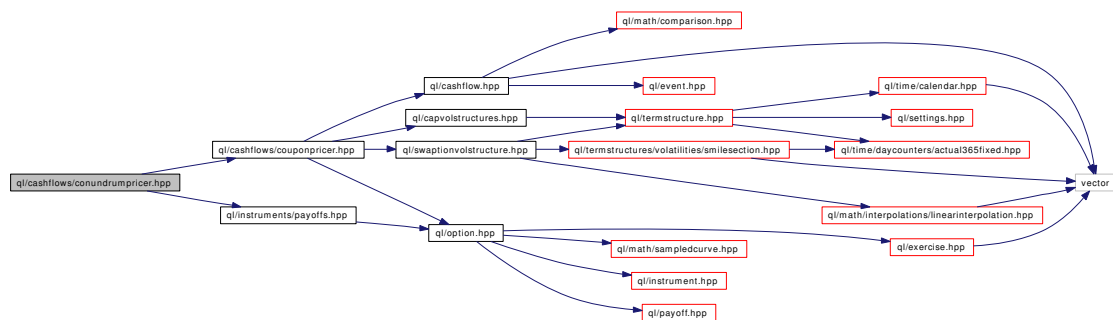 ql/math/comparison.hpp
ql/cashflow.hpp
ql/event.hpp
ql/time/calendar.hpp
ql/capvolstructures.hpp
ql/termstructure.hpp
ql/settings.hpp
ql/cashflows/couponpricer.hpp
ql/swaptionvolstructure.hpp
ql/termstructures/volatilities/smilesection.hpp
ql/time/daycounters/actual365fixed.hpp
ql/cashflows/conundrumpricer.hpp
vector
ql/instruments/payoffs.hpp
ql/math/interpolations/linearinterpolation.hpp
ql/option.hpp
ql/math/sampledcurve.hpp
ql/exercise.hpp
ql/instrument.hpp
ql/payoff.hpp